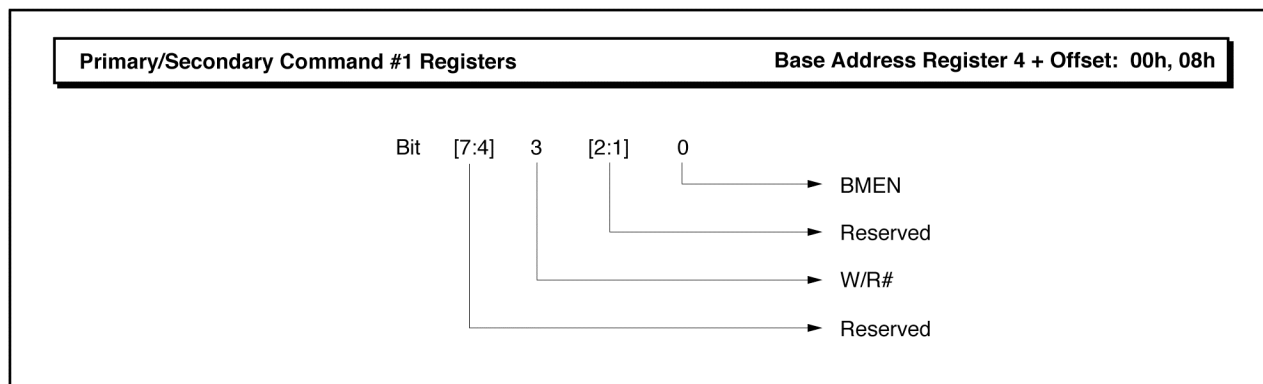 Primary/Secondary Command #1 Registers Base Address Register 4 + Offset: 00h, 08h
Bit [7:4] 3 [2:1] 0
BMEN
Reserved
W/R#
Reserved